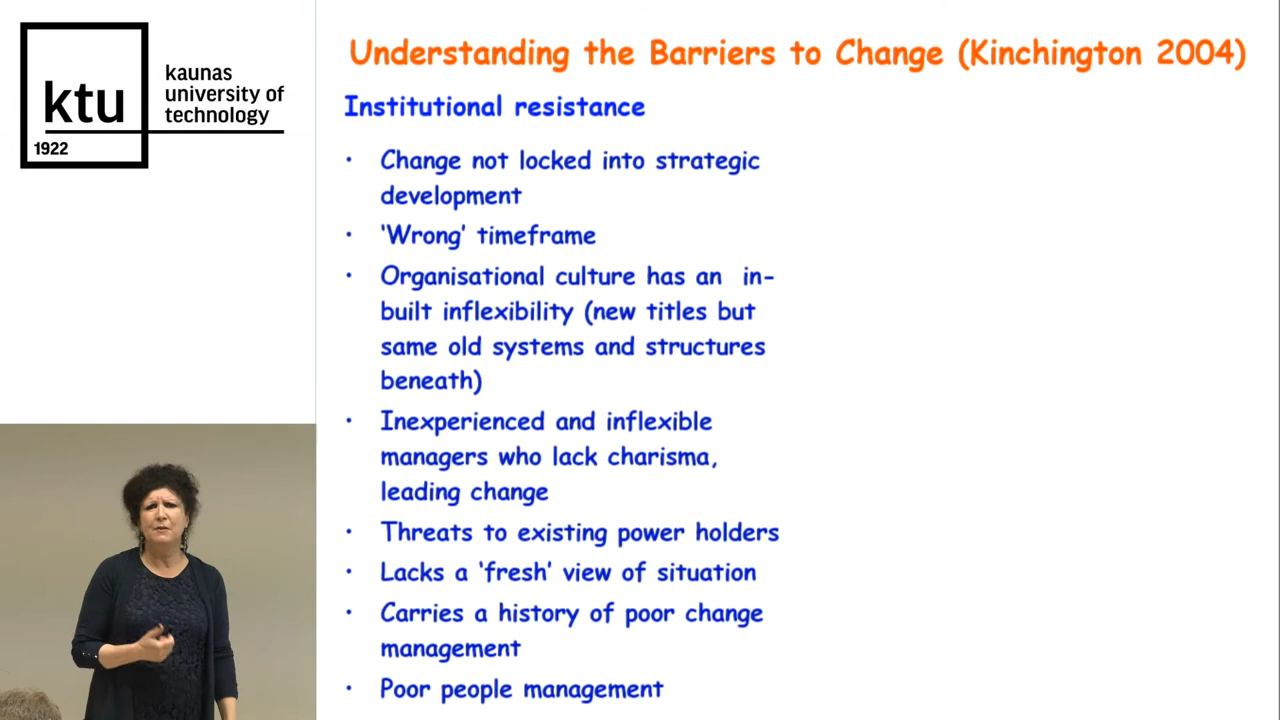 ktu
1922
kaunas
university of
technology
Understanding the Barriers to Change (Kinchington 2004)
Institutional resistance
• Change not locked into strategic
development
• ‘Wrong’ timeframe
• Organisational culture has an in-
built inflexibility (new titles but
same old systems and structures
beneath)
• Inexperienced and inflexible
managers who lack charisma,
leading change
• Threats to existing power holders
• Lacks a ‘fresh’ view of situation
• Carries a history of poor change
management
• Poor people management